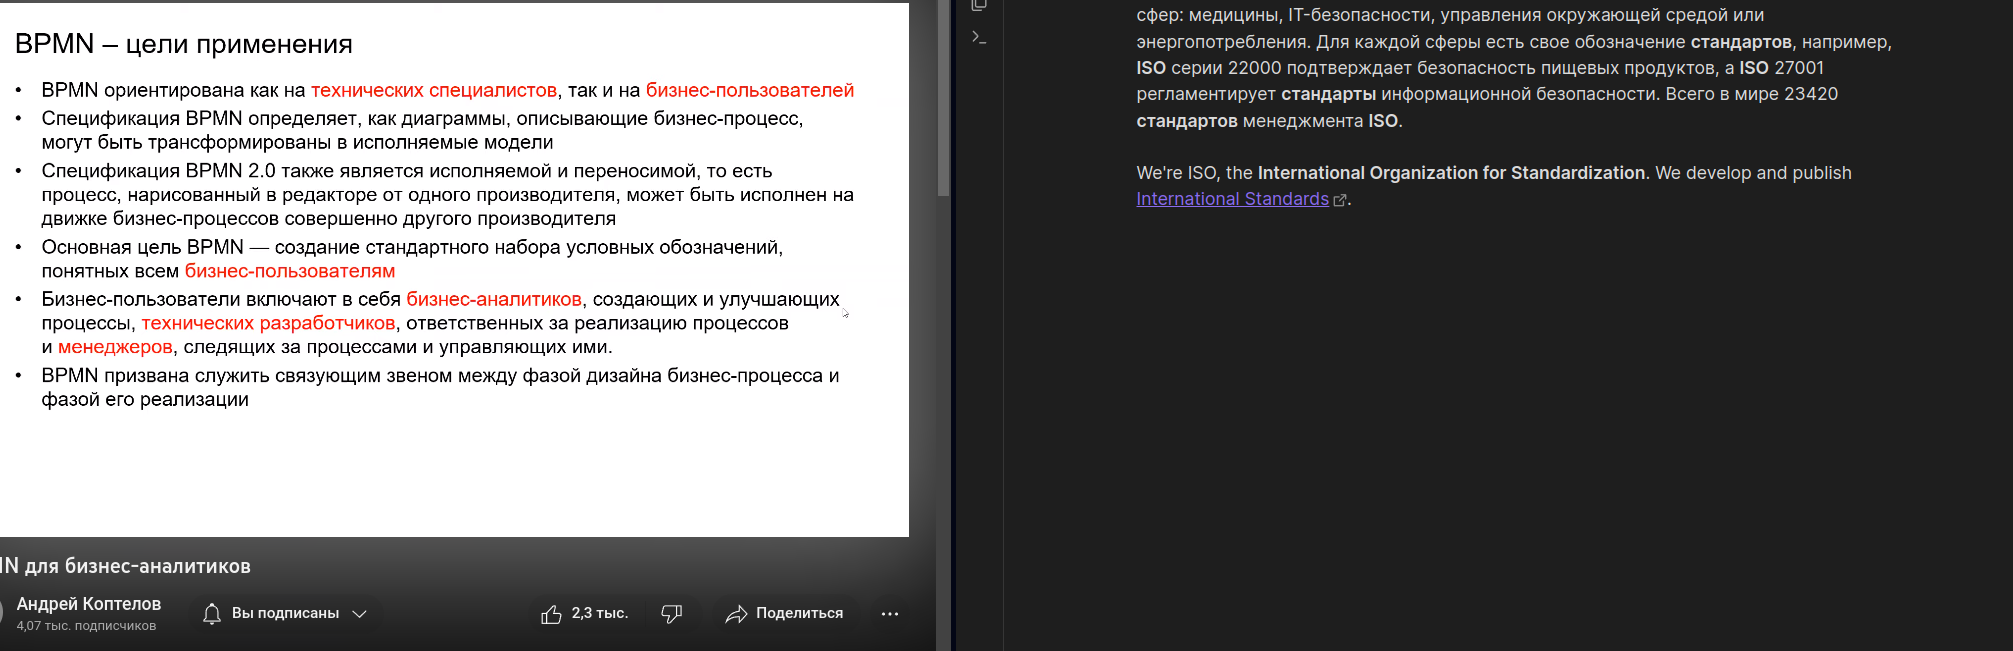 BPMN – цели применения
• BPMN ориентирована как на технических специалистов, так и на бизнес-пользователей
• Спецификация BPMN определяет, как диаграммы, описывающие бизнес-процесс,
могут быть трансформированы в исполняемые модели
• Спецификация BPMN 2.0 также является исполняемой и переносимой, то есть
процесс, нарисованный в редакторе от одного производителя, может быть исполнен на
движке бизнес-процессов совершенно другого производителя
• Основная цель BPMN — создание стандартного набора условных обозначений,
понятных всем бизнес-пользователям
• Бизнес-пользователи включают в себя бизнес-аналитиков, создающих и улучшающих
процессы, технических разработчиков, ответственных за реализацию процессов
и менеджеров, следящих за процессами и управляющих ими.
• BPMN призвана служить связующим звеном между фазой дизайна бизнес-процесса и
фазой его реализации
N для бизнес-аналитиков
Андрей Коптелов
4,07 тыс. подписчиков
Вы подписаны
2,3 тыс.
Поделиться
сфер: медицины, IT-безопасности, управления окружающей средой или
энергопотребления. Для каждой сферы есть свое обозначение стандартов, например,
ISO серии 22000 подтверждает безопасность пищевых продуктов, а ISO 27001
регламентирует стандарты информационной безопасности. Всего в мире 23420
стандартов менеджмента ISO.
We're ISO, the International Organization for Standardization. We develop and publish
International Standards.